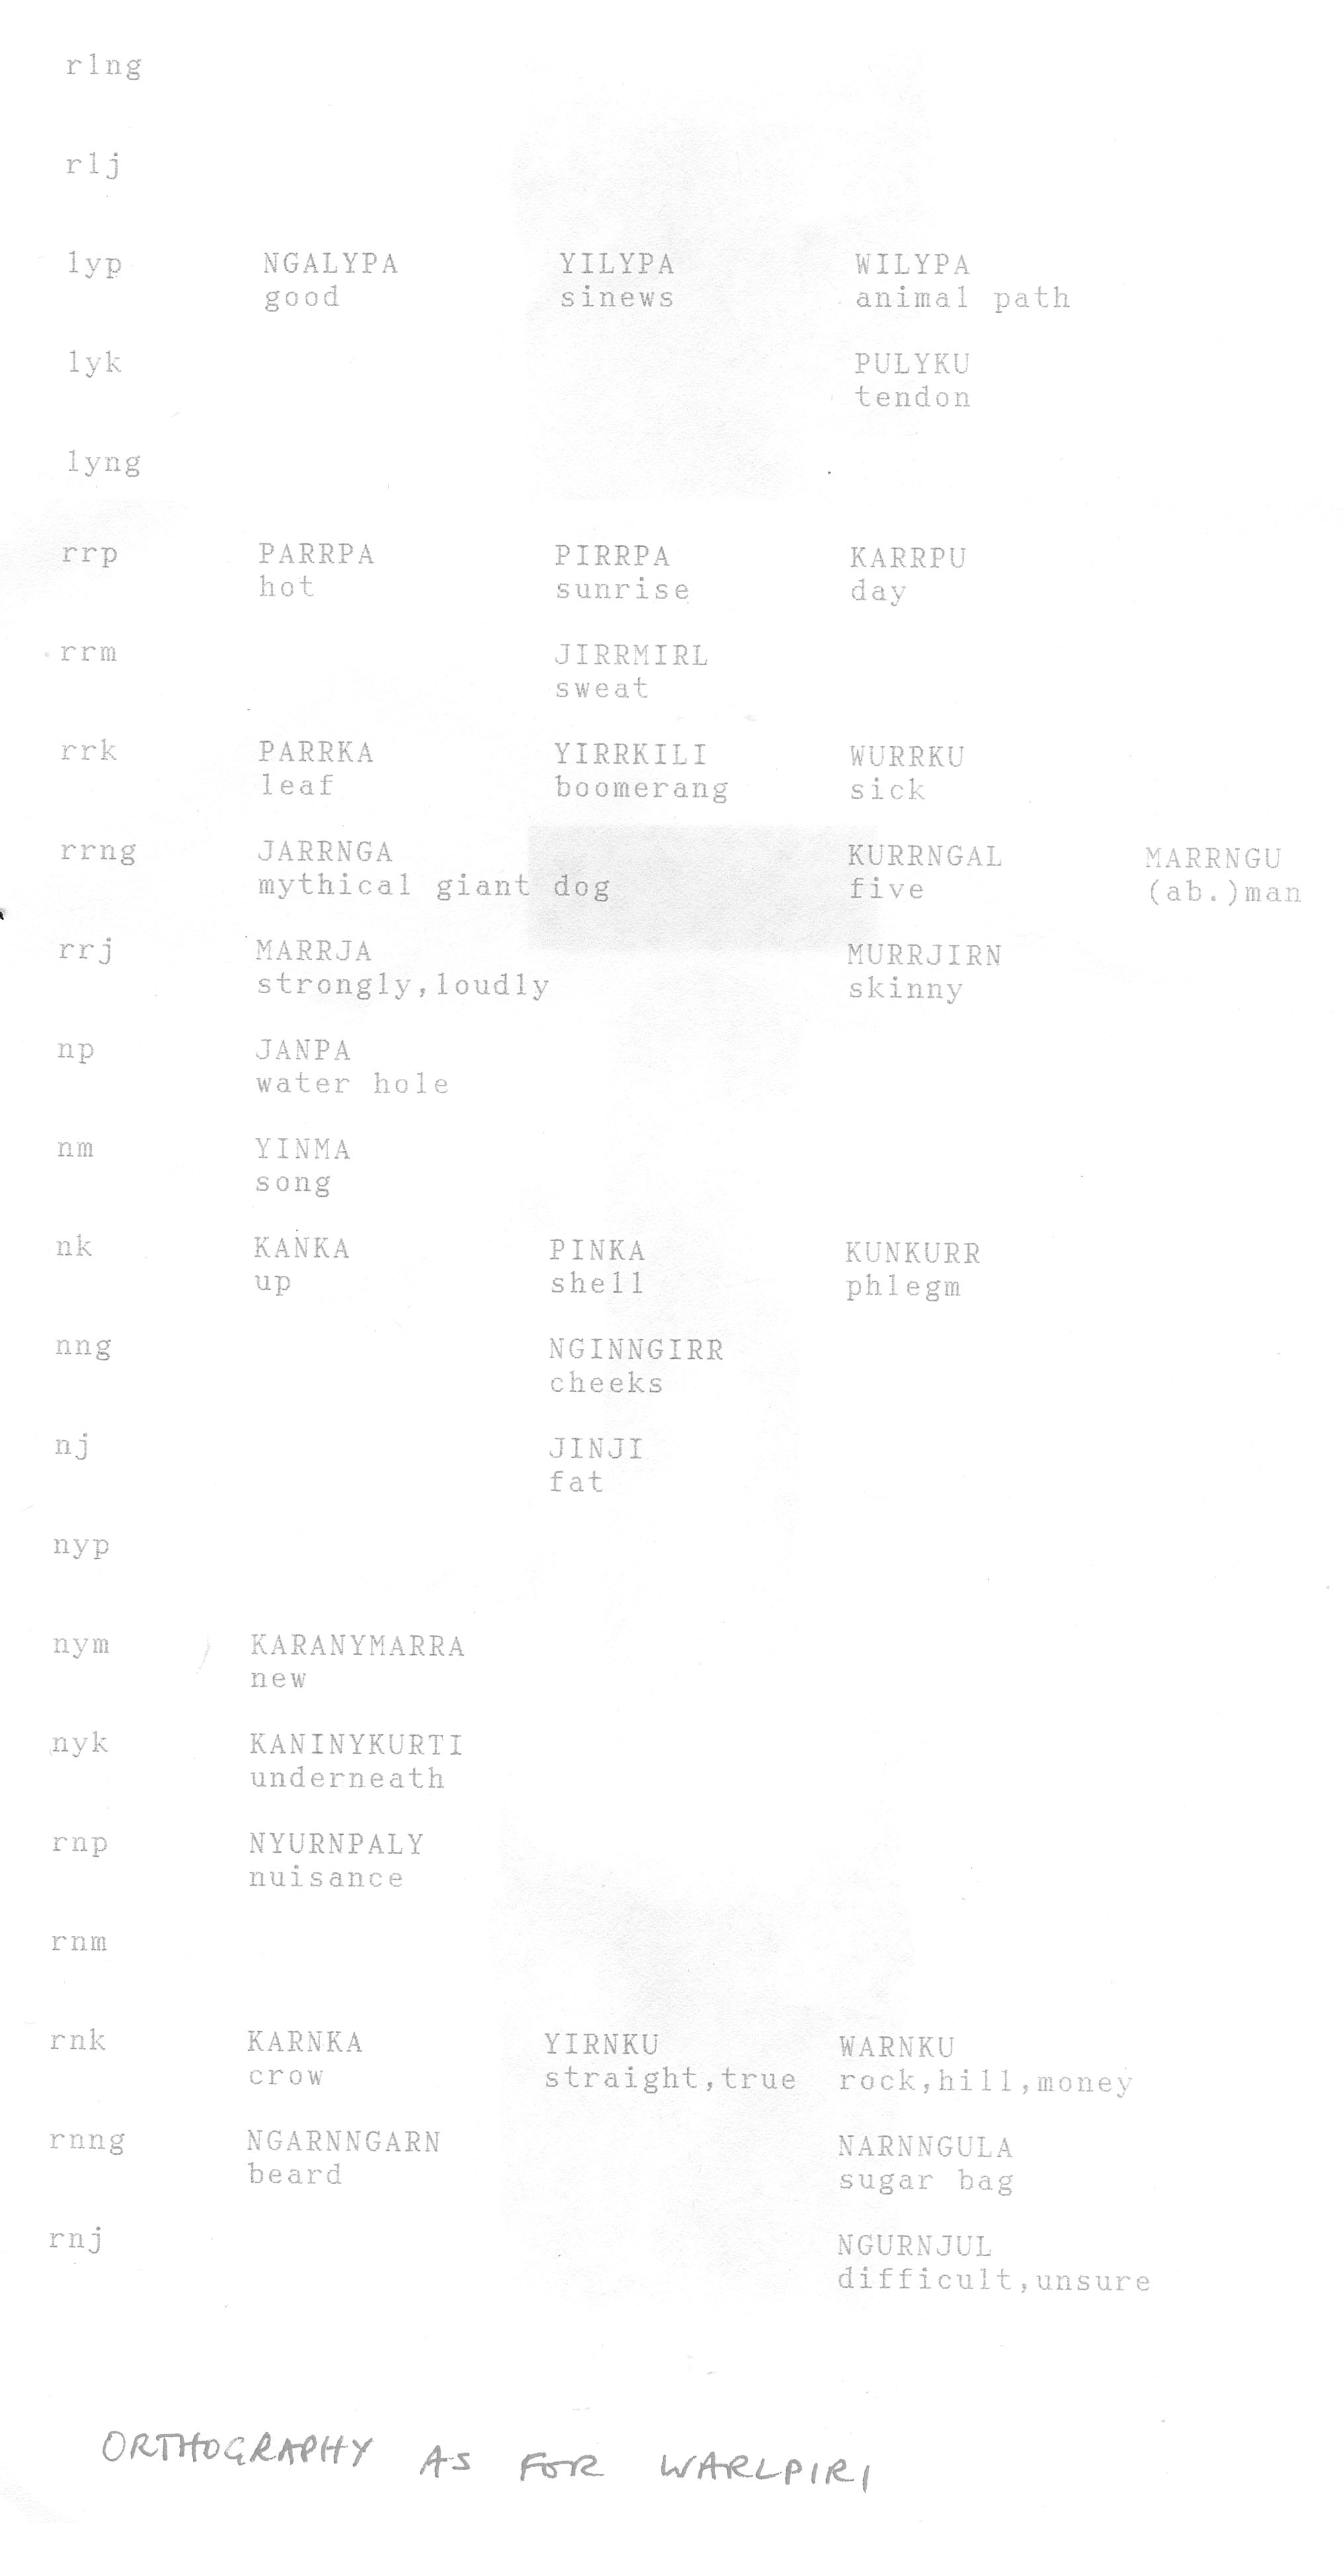 rlng
rlj
lyp NGALYPA YILYPA WILYPA
good sinews animal path
lyk PULYKU
tendon
lyng
rrp PARRPA PIRRPA KARRPU
hot sunrise day
rrm JIRRMIRL
sweat
rrk PARRKA YIRRKILI WURRKU
leaf boomerang sick
rrng JARRNGA KURRNGAL MARRNGU
mythical giant dog five (ab.)man
rrj MARRJA MURRJIRN
strongly,loudly skinny
np JANPA
water hole
nm YINMA
song
nk KANKA PINKA KUNKURR
up shell phlegm
nng NGINNGIRR
cheeks
nj JINJI
fat
nyp
nym KARANYMARRA
new
nyk KANINYKURTI
underneath
rnp NYURNPALY
nuisance
rnm
rnk KARNKA YIRNKU WARNKU
crow straight,true rock,hill,money
rnng NGARNNGARN NARNNGULA
beard sugar bag
rnj NGURNJUL
difficult,unsure
ORTHOGRAPHY AS FOR WARLPIRI